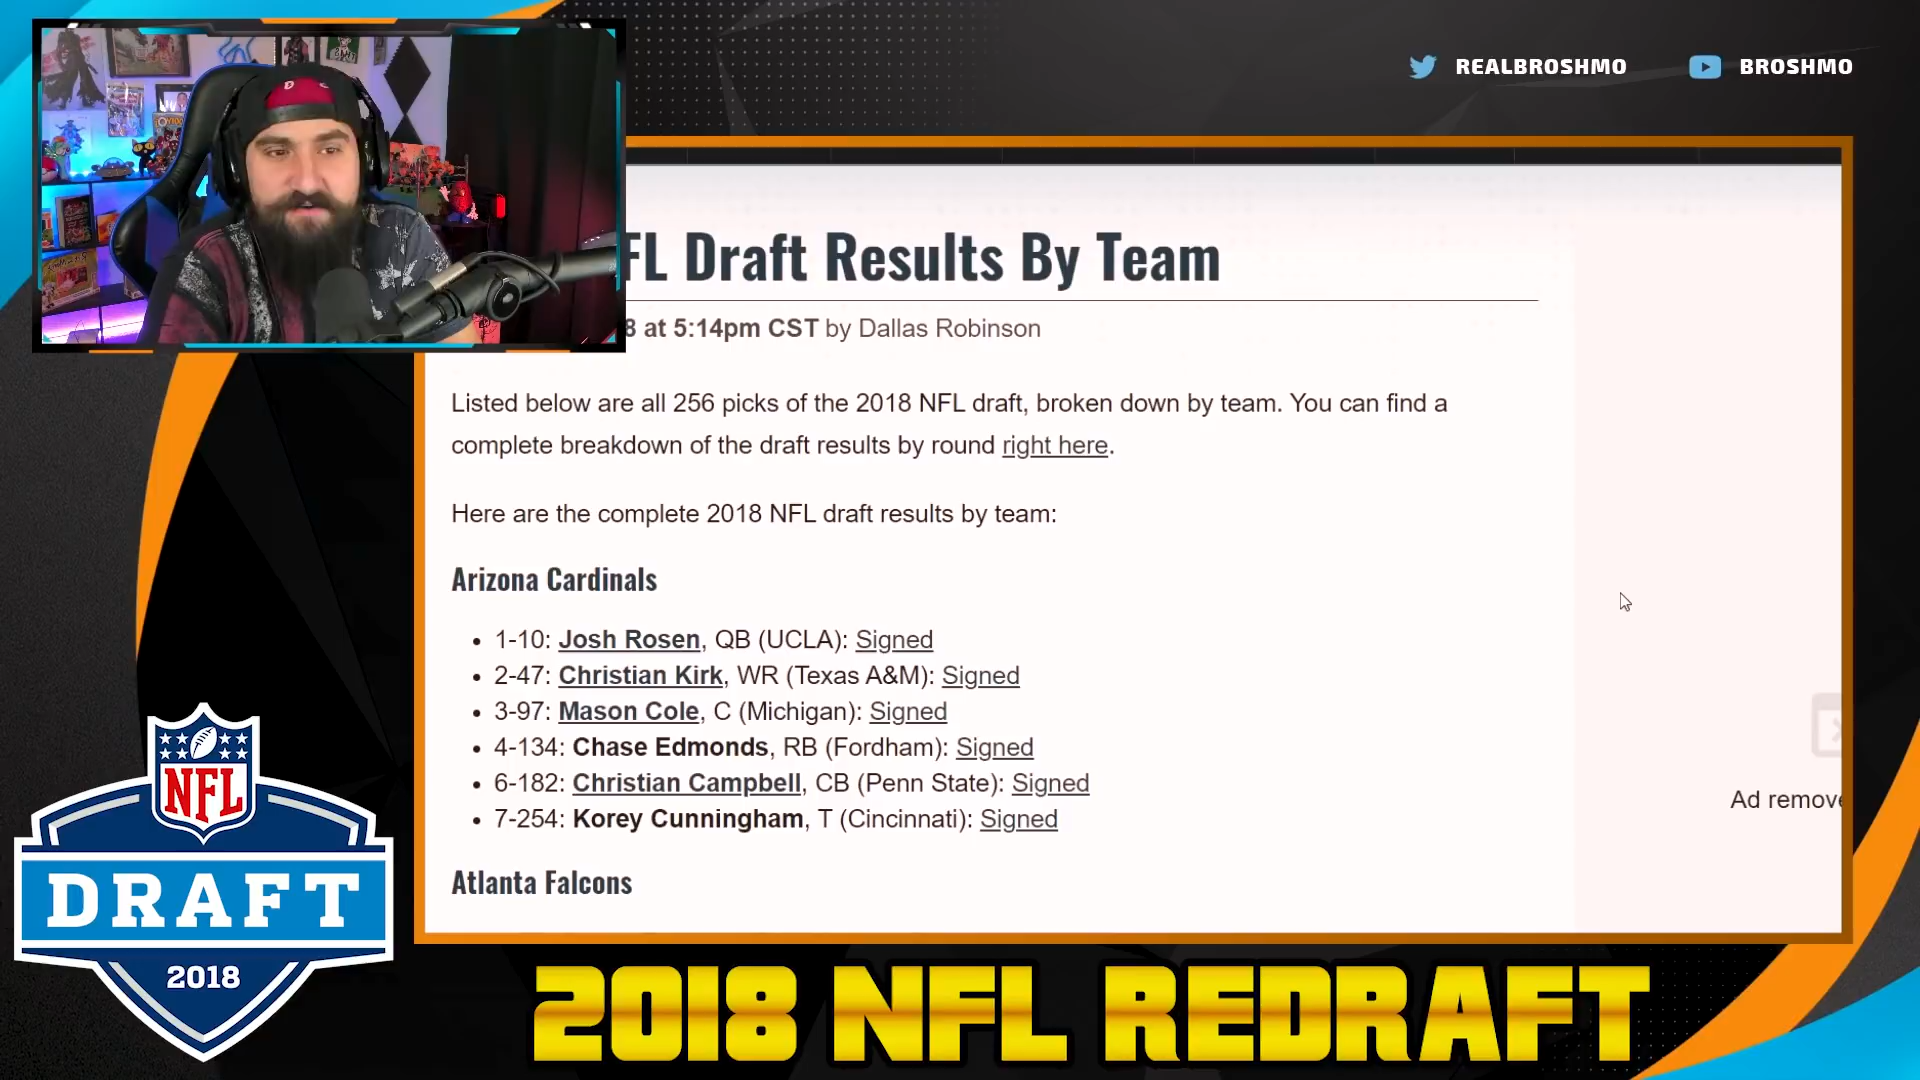 REALBROSHMO
BROSHMO
FL Draft Results By Team
8 at 5:14pm CST by Dallas Robinson
Listed below are all 256 picks of the 2018 NFL draft, broken down by team. You can find a
complete breakdown of the draft results by round right here.
Here are the complete 2018 NFL draft results by team:
Arizona Cardinals
• 1-10: Josh Rosen, QB (UCLA): Signed
• 2-47: Christian Kirk, WR (Texas A&M): Signed
• 3-97: Mason Cole, C (Michigan): Signed
• 4-134: Chase Edmonds, RB (Fordham): Signed
• 6-182: Christian Campbell, CB (Penn State): Signed
• 7-254: Korey Cunningham, T (Cincinnati): Signed
Atlanta Falcons
Ad remove
NFL
DRAFT
2018
2018 NFL REDRAFT